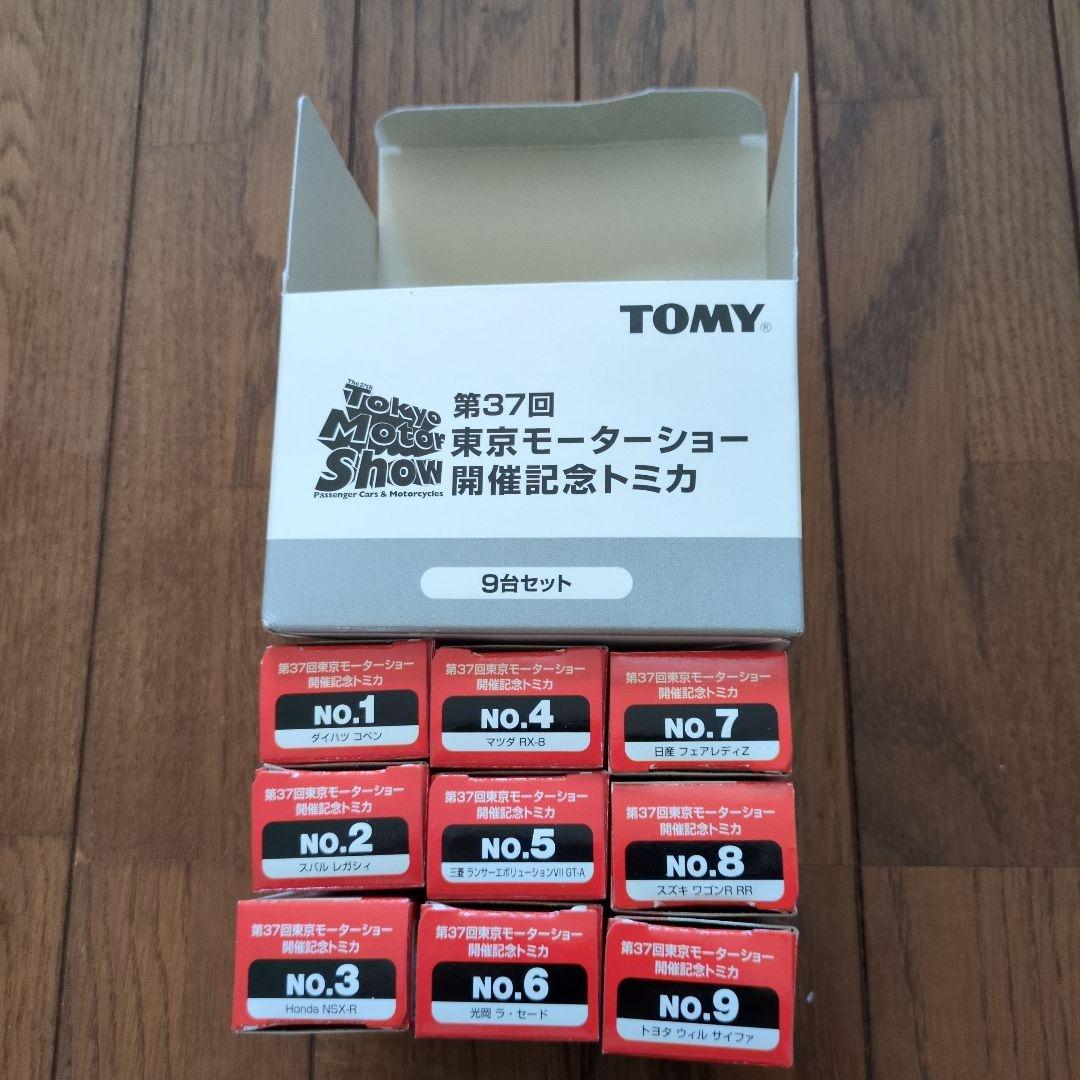 TOMY®
The 37th
Tokyo
Motor
Show
Passenger Cars & Motorcycles
第37回
東京モーターショー
開催記念トミカ
9台セット
第37回東京モーターショー
開催記念トミカ
NO.1
ダイハツ コペン
第37回東京モーターショー
開催記念トミカ
NO.4
マツダ RX-8
第37回東京モーターショー
開催記念トミカ
NO.7
日産 フェアレディZ
第37回東京モーターショー
開催記念トミカ
NO.2
スバル レガシィ
第37回東京モーターショー
開催記念トミカ
NO.5
三菱 ランサーエボリューションVII GT-A
第37回東京モーターショー
開催記念トミカ
NO.8
スズキ ワゴンR RR
第37回東京モーターショー
開催記念トミカ
NO.3
Honda NSX-R
第37回東京モーターショー
開催記念トミカ
NO.6
光岡 ラ・セード
第37回東京モーターショー
開催記念トミカ
NO.9
トヨタ ウィル サイファ